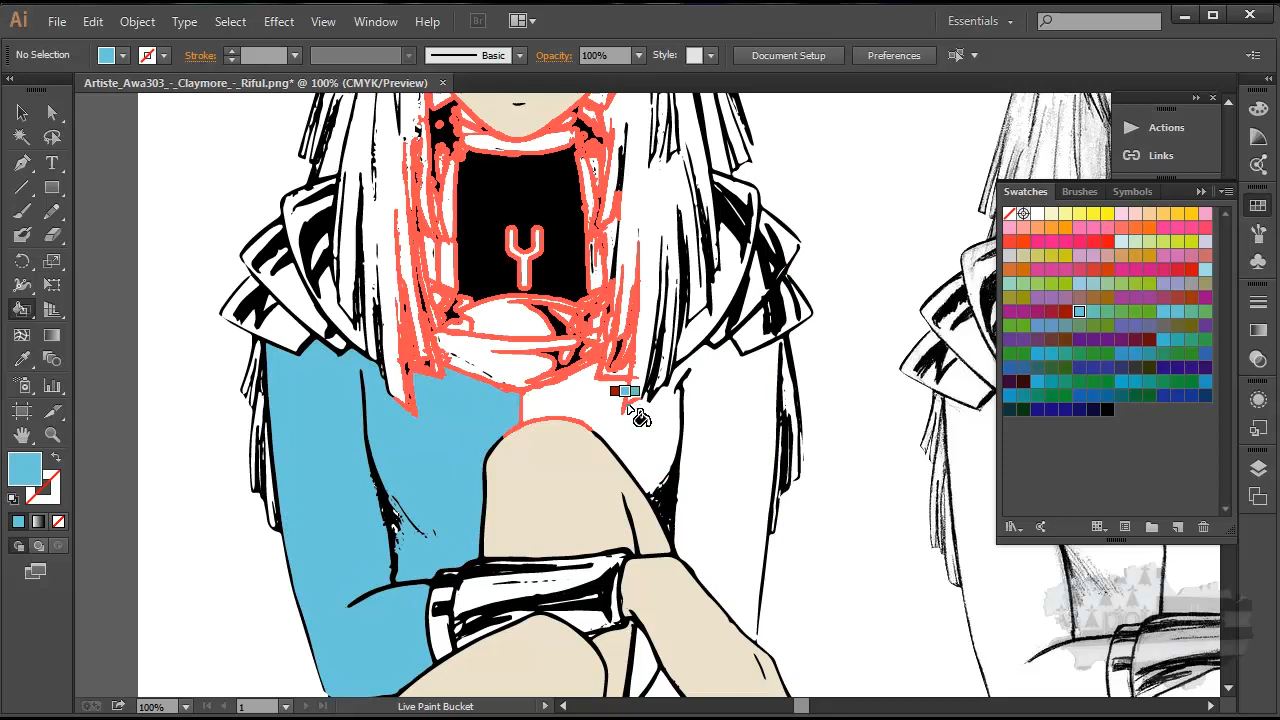 Ai File Edit Object Type Select Effect View Window Help Br Essentials
No Selection Stroke: Basic Opacity: 100% Style: Document Setup Preferences
Artiste_Awa303_-_Claymore_-_Riful.png* @ 100% (CMYK/Preview)
Actions
Links
Swatches Brushes Symbols
100% 1 Live Paint Bucket